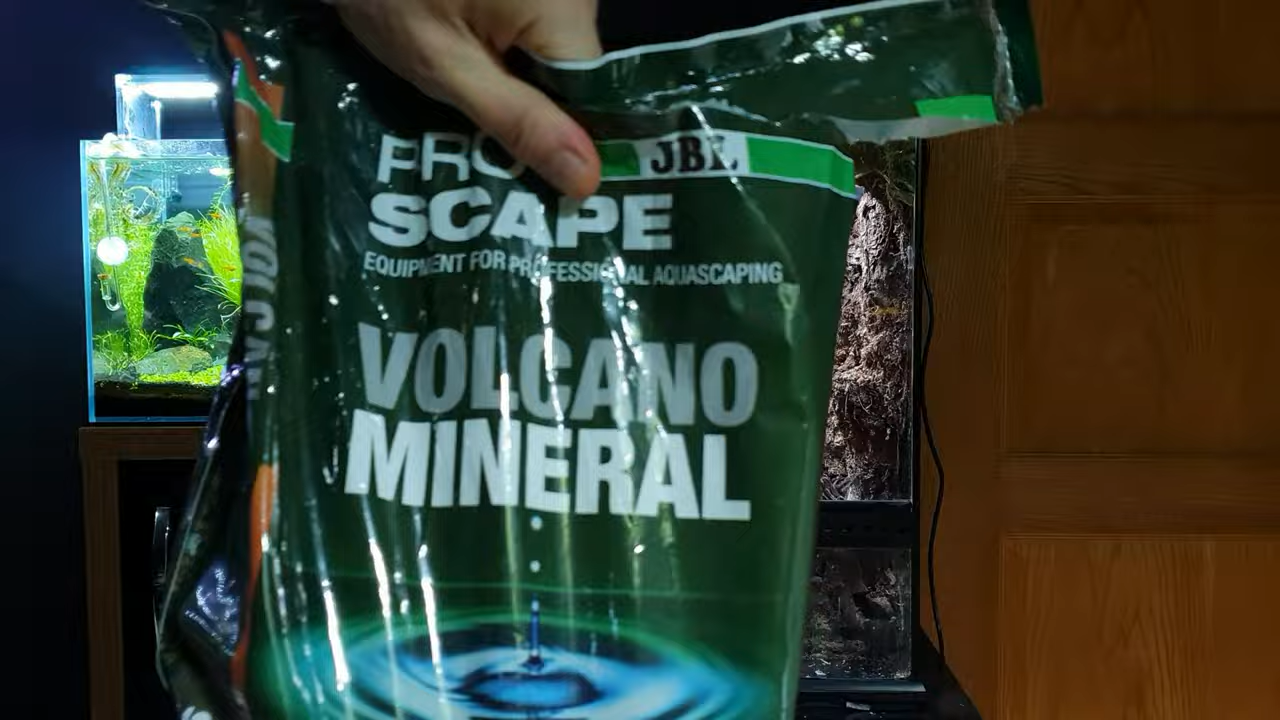 PRO
JBL
SCAPE
EQUIPMENT FOR PROFESSIONAL AQUASCAPING
VOLCANO
MINERAL